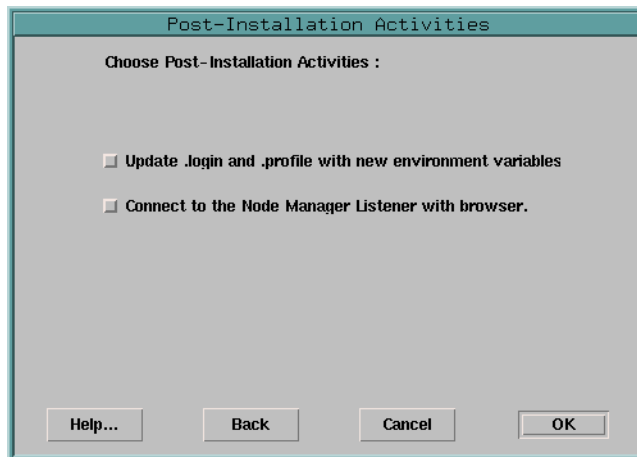 Post-Installation Activities
Choose Post-Installation Activities :
Update .login and .profile with new environment variables
Connect to the Node Manager Listener with browser.
Help... Back Cancel OK